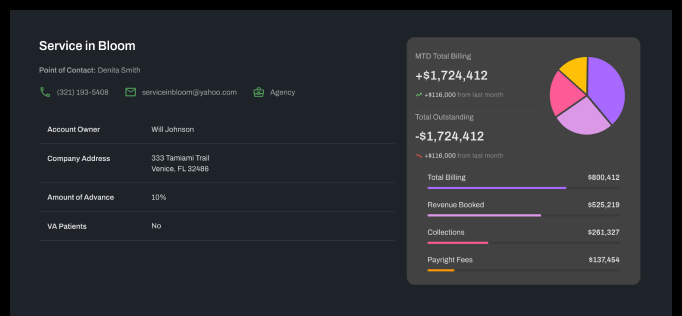 Service in Bloom
Point of Contact: Denita Smith
(321) 193-5408 serviceinbloom@yahoo.com Agency
Account Owner Will Johnson
Company Address 333 Tamiami Trail
Venice, FL 32486
Amount of Advance 10%
VA Patients No
MTD Total Billing
+$1,724,412
+$116,000 from last month
Total Outstanding
-$1,724,412
+$116,000 from last month
Total Billing $800,412
Revenue Booked $525,219
Collections $261,327
Payright Fees $137,454